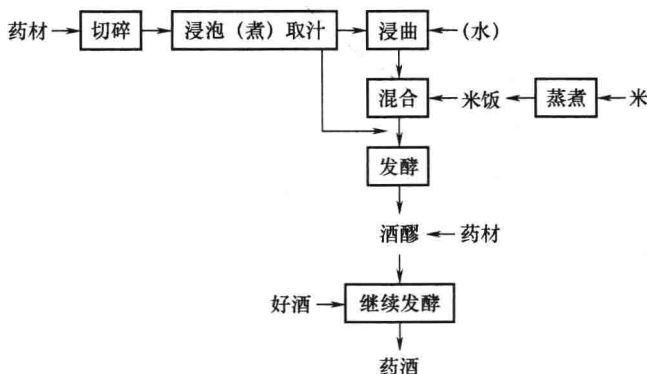 药材 切碎 浸泡（煮）取汁 浸曲 (水)
混合 米饭 蒸煮 米
发酵
酒醪 药材
好酒 继续发酵
药酒